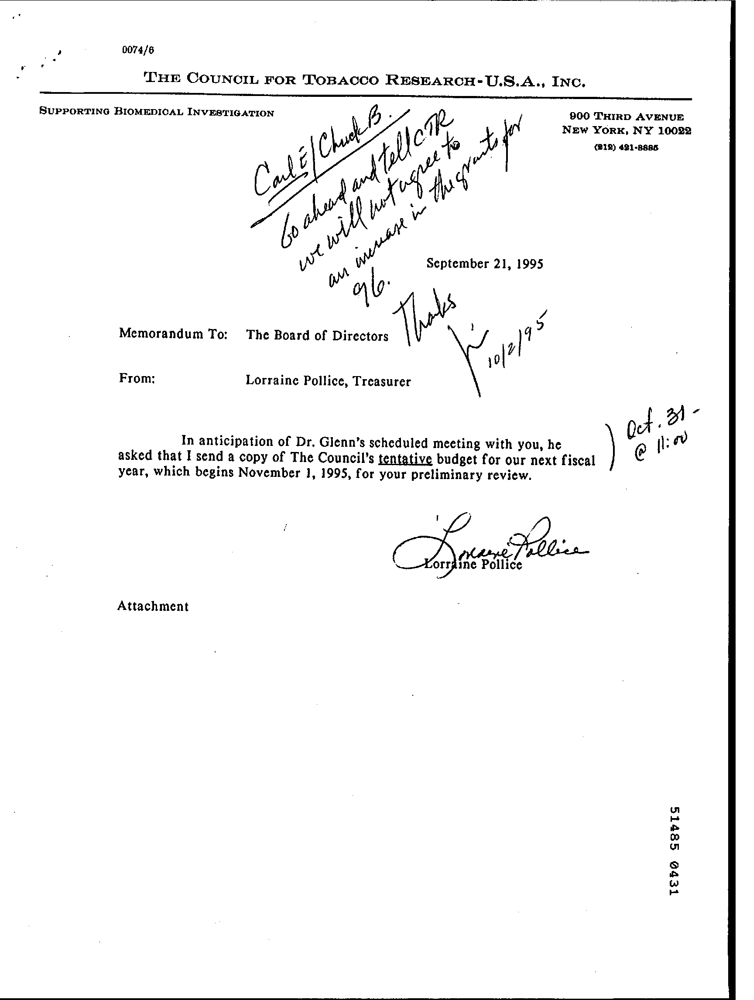 0074/6
THE COUNCIL FOR TOBACCO RESEARCH-U.S.A., INC.
SUPPORTING BIOMEDICAL INVESTIGATION
900 THIRD AVENUE
NEW YORK, NY 10022
(212) 421-8885
Carl E/Chuck B.
Go ahead and tell CTR
we will not agree to
an increase in the grants for
96.
Thanks
10/2/95
September 21, 1995
Memorandum To: The Board of Directors
From: Lorraine Pollice, Treasurer
In anticipation of Dr. Glenn's scheduled meeting with you, he
asked that I send a copy of The Council's tentative budget for our next fiscal
year, which begins November 1, 1995, for your preliminary review.
Oct. 31 -
@ 11:00
Lorraine Pollice
Lorraine Pollice
Attachment
51485 0431